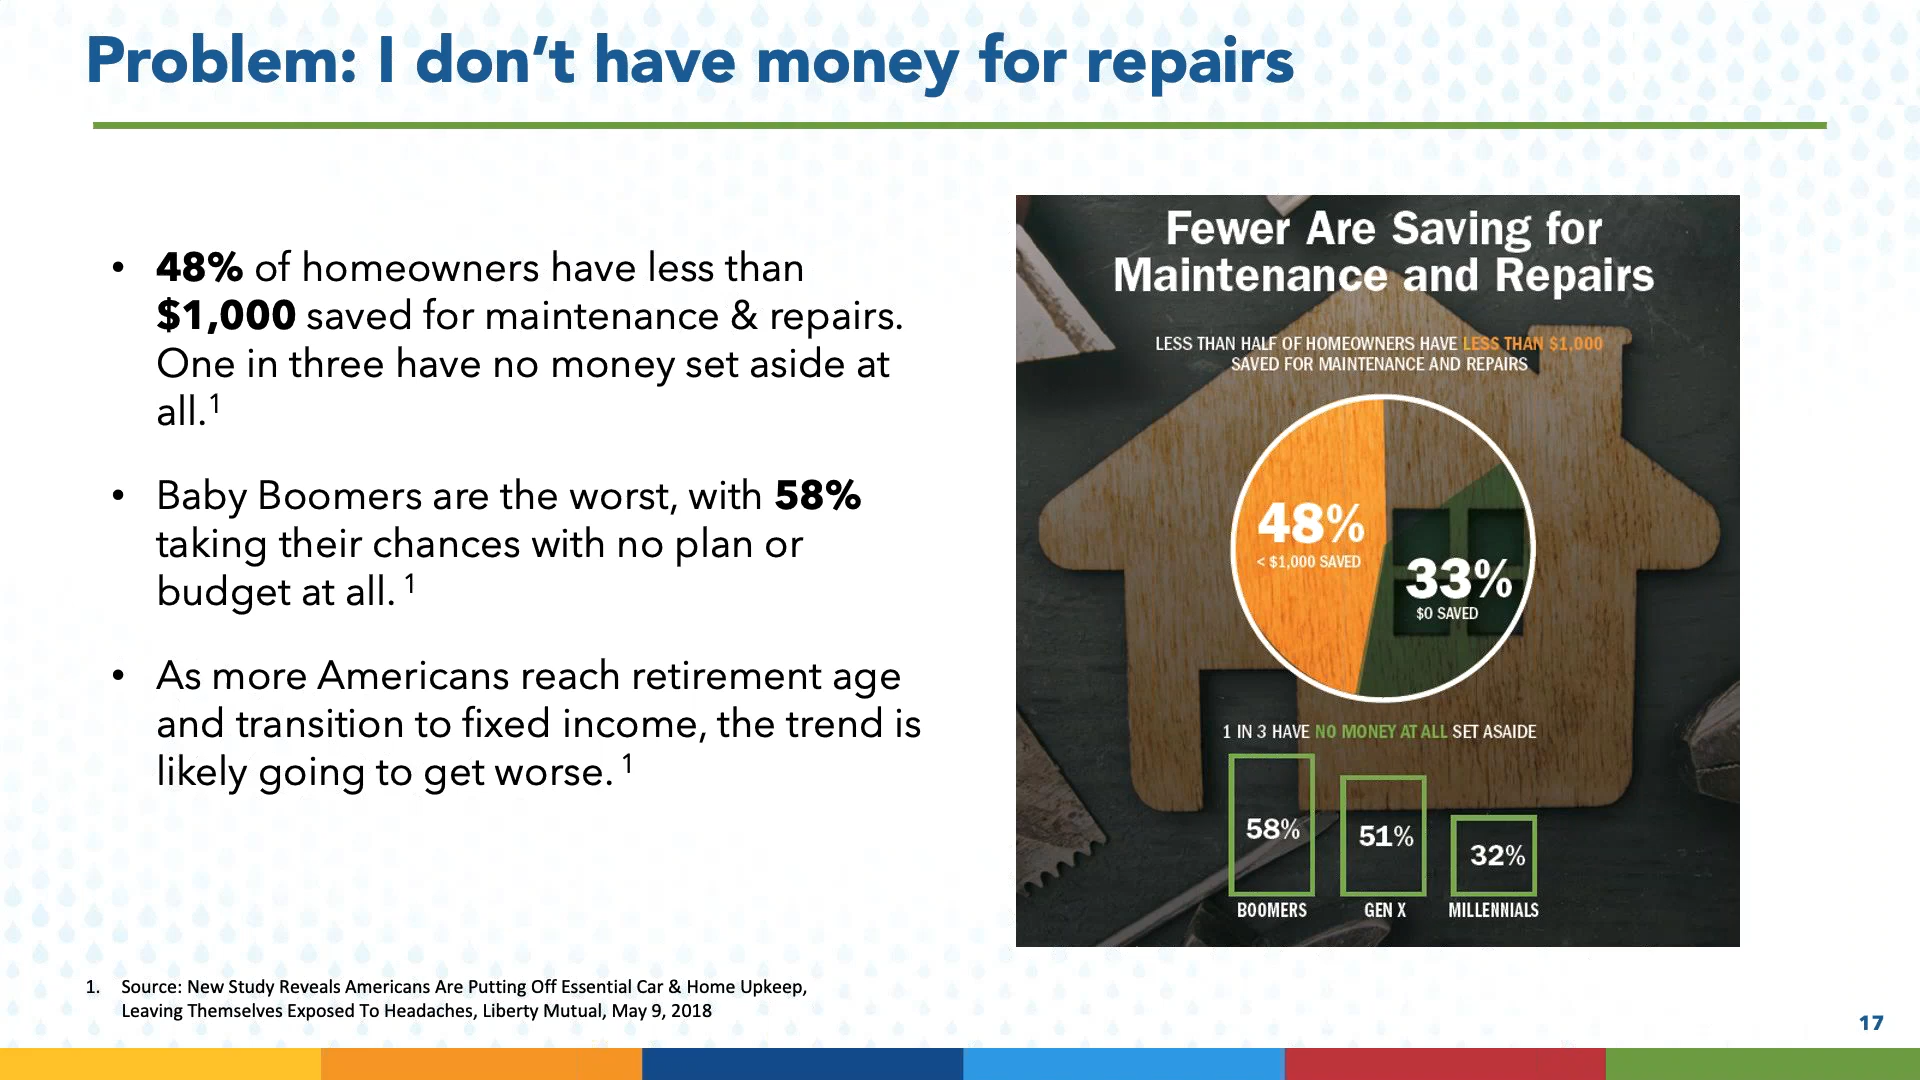 Problem: I don’t have money for repairs
• 48% of homeowners have less than
$1,000 saved for maintenance & repairs.
One in three have no money set aside at
all.1
• Baby Boomers are the worst, with 58%
taking their chances with no plan or
budget at all. 1
• As more Americans reach retirement age
and transition to fixed income, the trend is
likely going to get worse. 1
Fewer Are Saving for
Maintenance and Repairs
LESS THAN HALF OF HOMEOWNERS HAVE LESS THAN $1,000
SAVED FOR MAINTENANCE AND REPAIRS
48%
< $1,000 SAVED
33%
$0 SAVED
1 IN 3 HAVE NO MONEY AT ALL SET ASAIDE
58%
51%
32%
BOOMERS
GEN X
MILLENNIALS
1. Source: New Study Reveals Americans Are Putting Off Essential Car & Home Upkeep,
Leaving Themselves Exposed To Headaches, Liberty Mutual, May 9, 2018
17